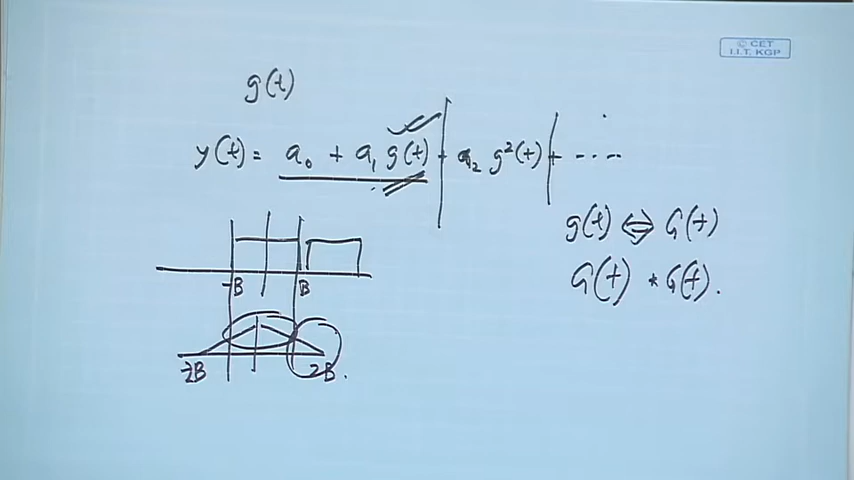 © CET
I.I.T. KGP
g(t)
y(t) = a₀ + a₁ g(t) + a₂ g²(t) + ....
g(t) ⇔ G(f)
G(f) * G(f).
-B B
-2B 2B.